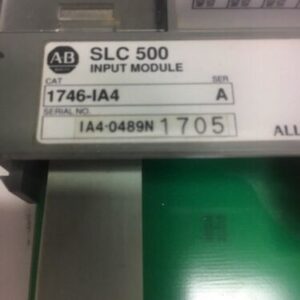 AB
SLC 500
INPUT MODULE
CAT
SER
1746-IA4
A
SERIAL NO.
IA4-0489N 1705
ALL